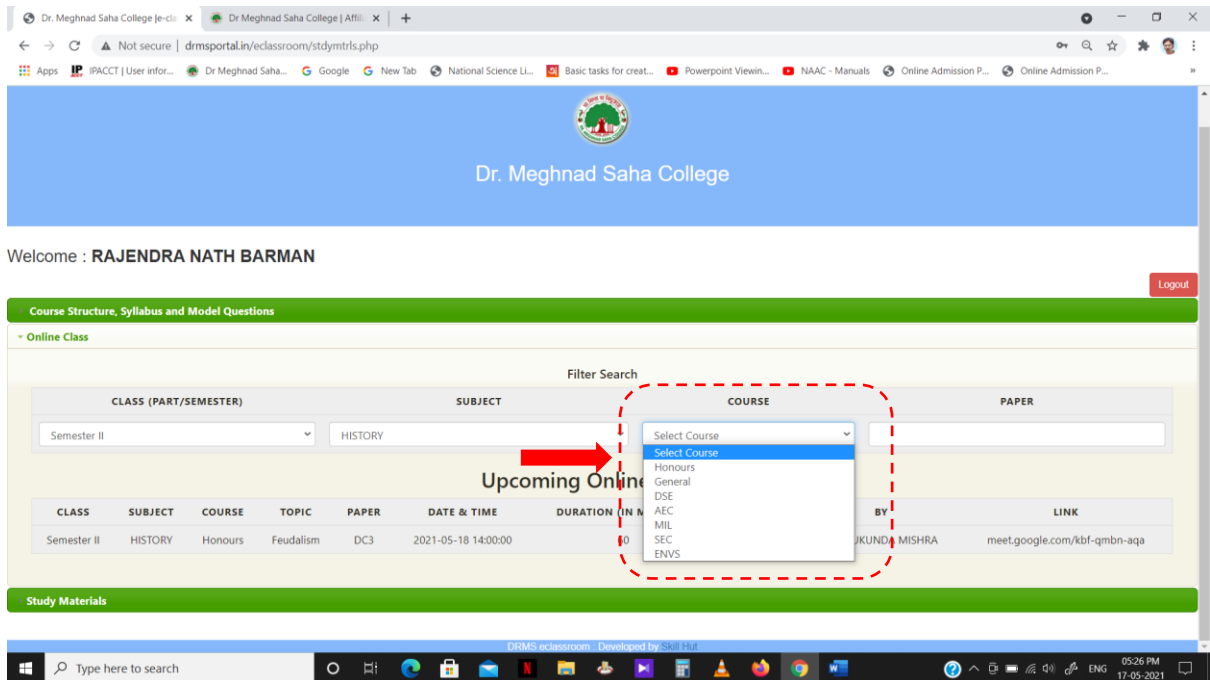 Dr. Meghnad Saha College |e-cla
Dr Meghnad Saha College | Affili
Not secure | drmsportal.in/eclassroom/stdymtrls.php
Apps IPACCT | User infor... Dr Meghnad Saha... Google New Tab National Science Li... Basic tasks for creat... Powerpoint Viewin... NAAC - Manuals Online Admission P... Online Admission P... »
Dr. Meghnad Saha College
Welcome : RAJENDRA NATH BARMAN
Logout
Course Structure, Syllabus and Model Questions
Online Class
Filter Search
CLASS (PART/SEMESTER) SUBJECT COURSE PAPER
Semester II HISTORY Select Course
Select Course
Honours
General
DSE
AEC
MIL
SEC
ENVS
Upcoming Online
CLASS SUBJECT COURSE TOPIC PAPER DATE & TIME DURATION (IN M BY LINK
Semester II HISTORY Honours Feudalism DC3 2021-05-18 14:00:00 60 UKUNDA MISHRA meet.google.com/kbf-qmbn-aqa
Study Materials
DRMS eclassroom : Developed by Skill Hut
Type here to search
ENG 05:26 PM
17-05-2021